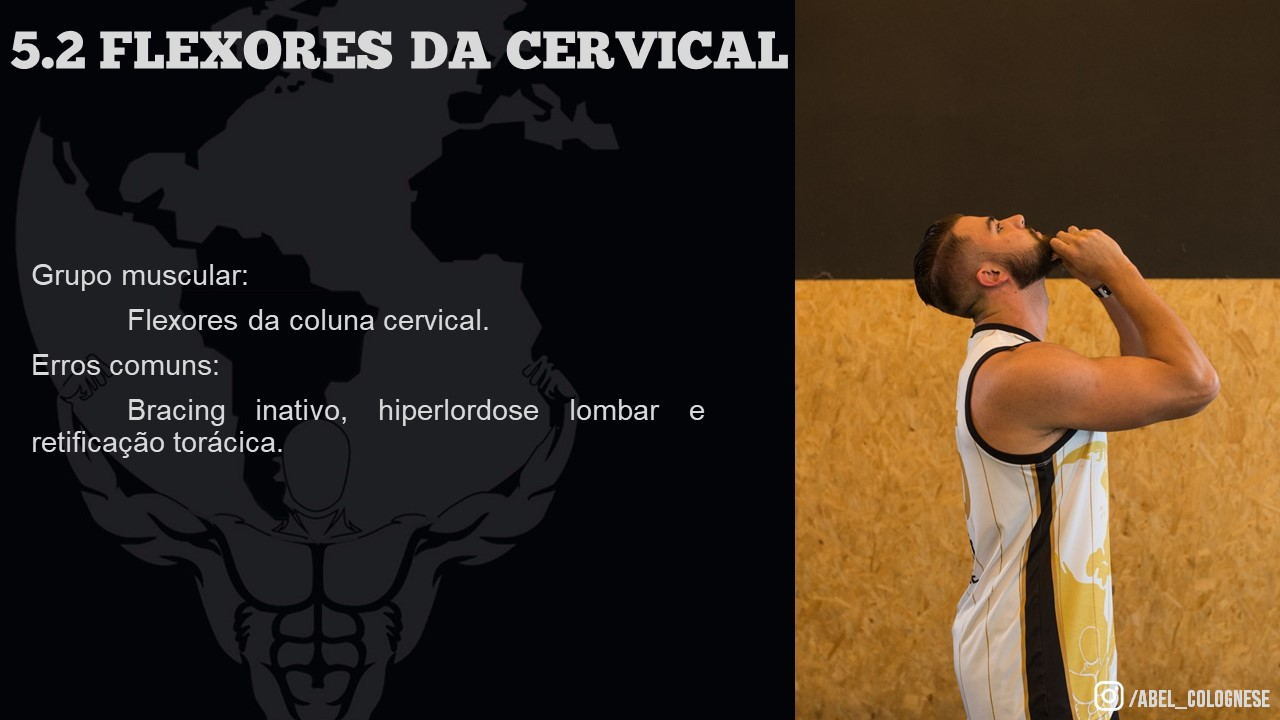 5.2 FLEXORES DA CERVICAL
Grupo muscular:
Flexores da coluna cervical.
Erros comuns:
Bracing inativo, hiperlordose lombar e
retificação torácica.
/ABEL_COLOGNESE